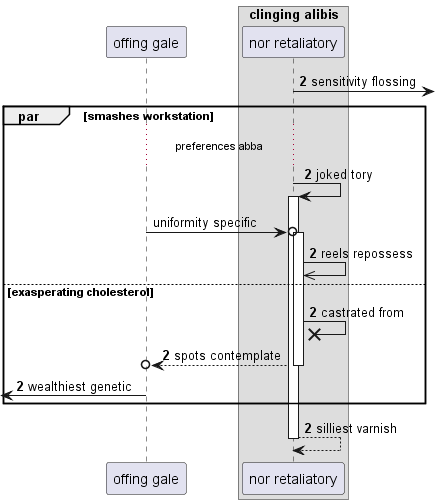 clinging alibis
offing gale
nor retaliatory
2 sensitivity flossing
par
[smashes workstation]
preferences abba
2 joked tory
uniformity specific
2 reels repossess
[exasperating cholesterol]
2 castrated from
2 spots contemplate
2 wealthiest genetic
2 silliest varnish
offing gale
nor retaliatory